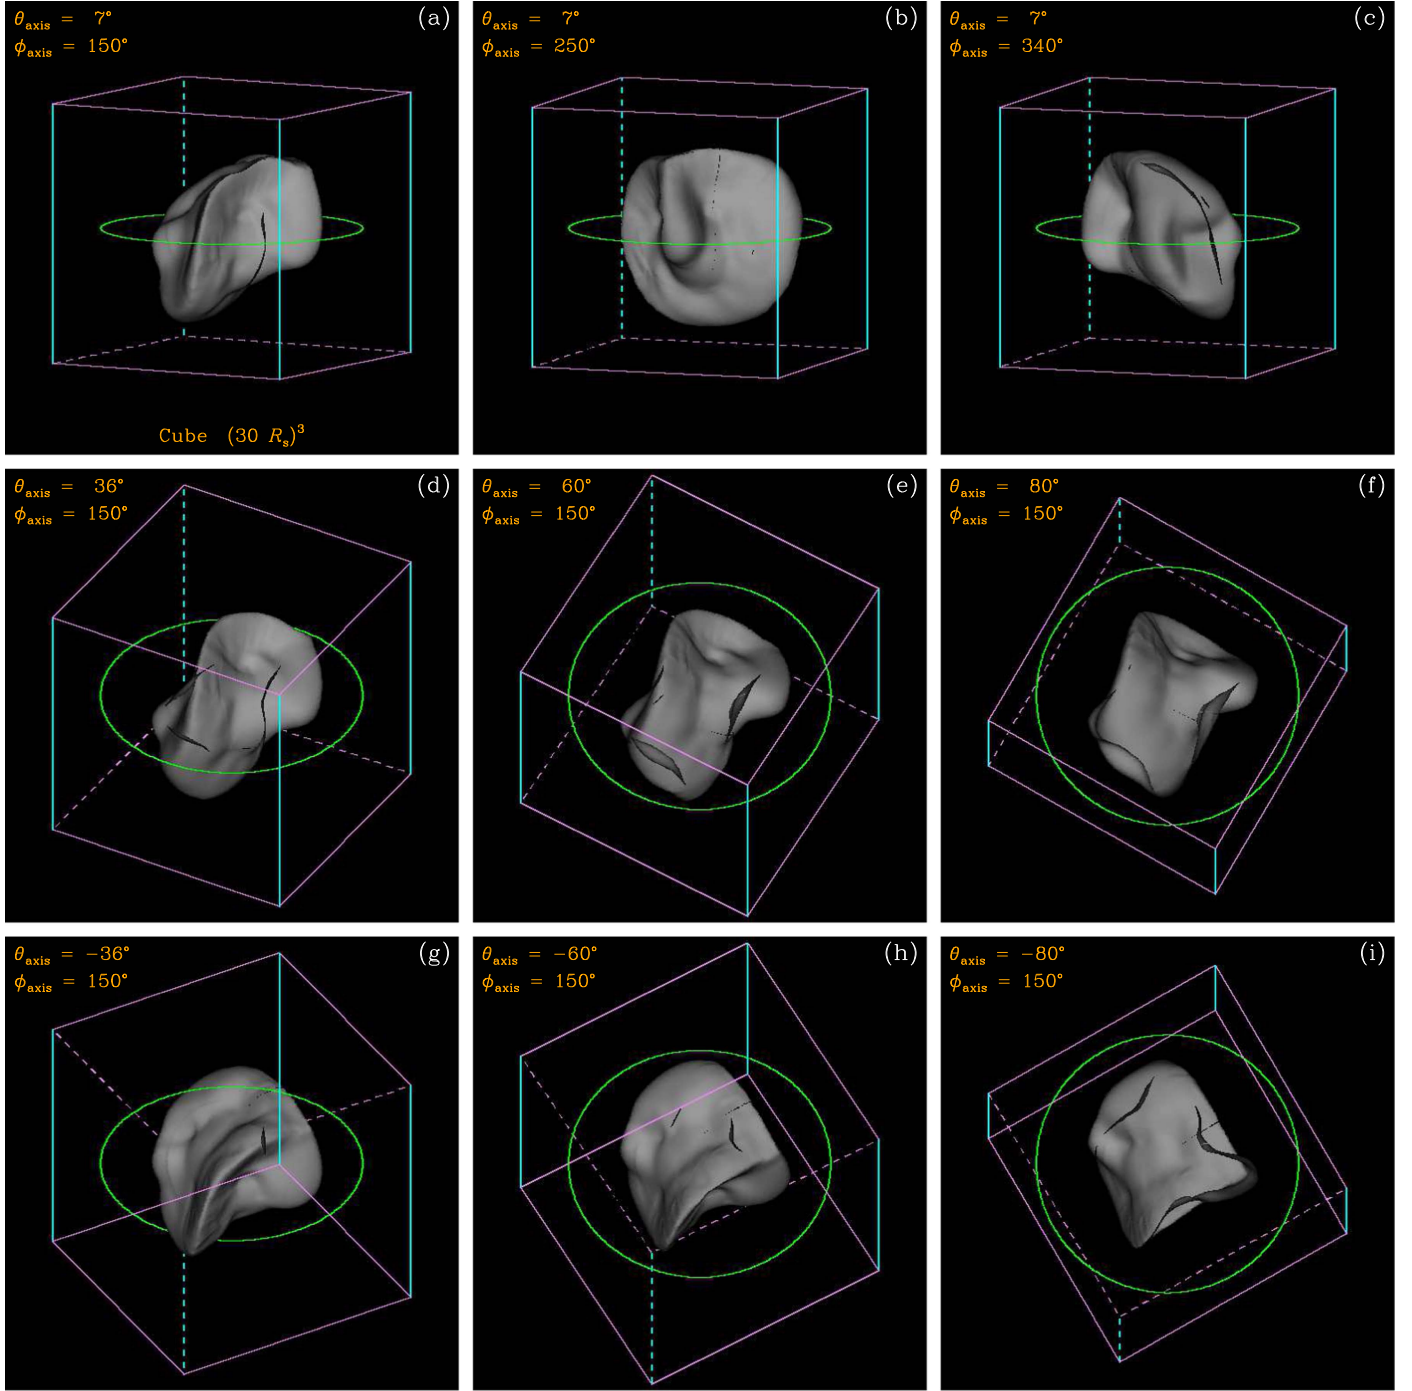 θaxis = 7° (a)
ϕaxis = 150°
Cube (30 Rs)³
θaxis = 7° (b)
ϕaxis = 250°
θaxis = 7° (c)
ϕaxis = 340°
θaxis = 36° (d)
ϕaxis = 150°
θaxis = 60° (e)
ϕaxis = 150°
θaxis = 80° (f)
ϕaxis = 150°
θaxis = −36° (g)
ϕaxis = 150°
θaxis = −60° (h)
ϕaxis = 150°
θaxis = −80° (i)
ϕaxis = 150°